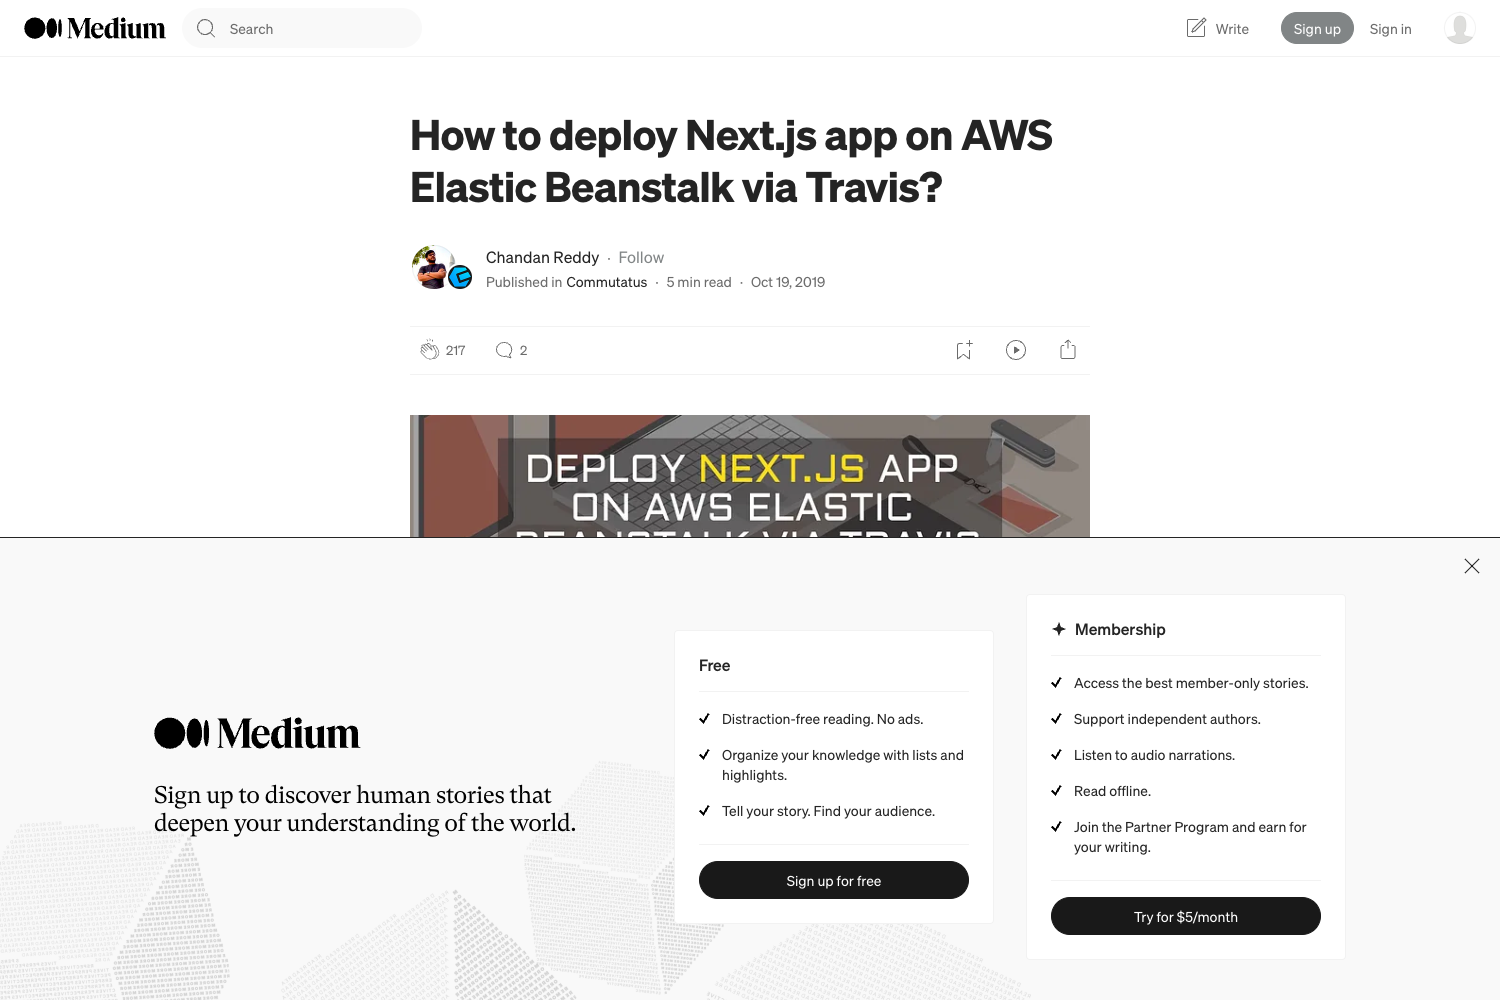 Medium
Search
Write
Sign up
Sign in
How to deploy Next.js app on AWS
Elastic Beanstalk via Travis?
Chandan Reddy · Follow
Published in Commutatus · 5 min read · Oct 19, 2019
217
2
DEPLOY NEXT.JS APP
ON AWS ELASTIC
BEANSTALK VIA TRAVIS
Medium
Sign up to discover human stories that
deepen your understanding of the world.
Free
Distraction-free reading. No ads.
Organize your knowledge with lists and
highlights.
Tell your story. Find your audience.
Sign up for free
Membership
Access the best member-only stories.
Support independent authors.
Listen to audio narrations.
Read offline.
Join the Partner Program and earn for
your writing.
Try for $5/month